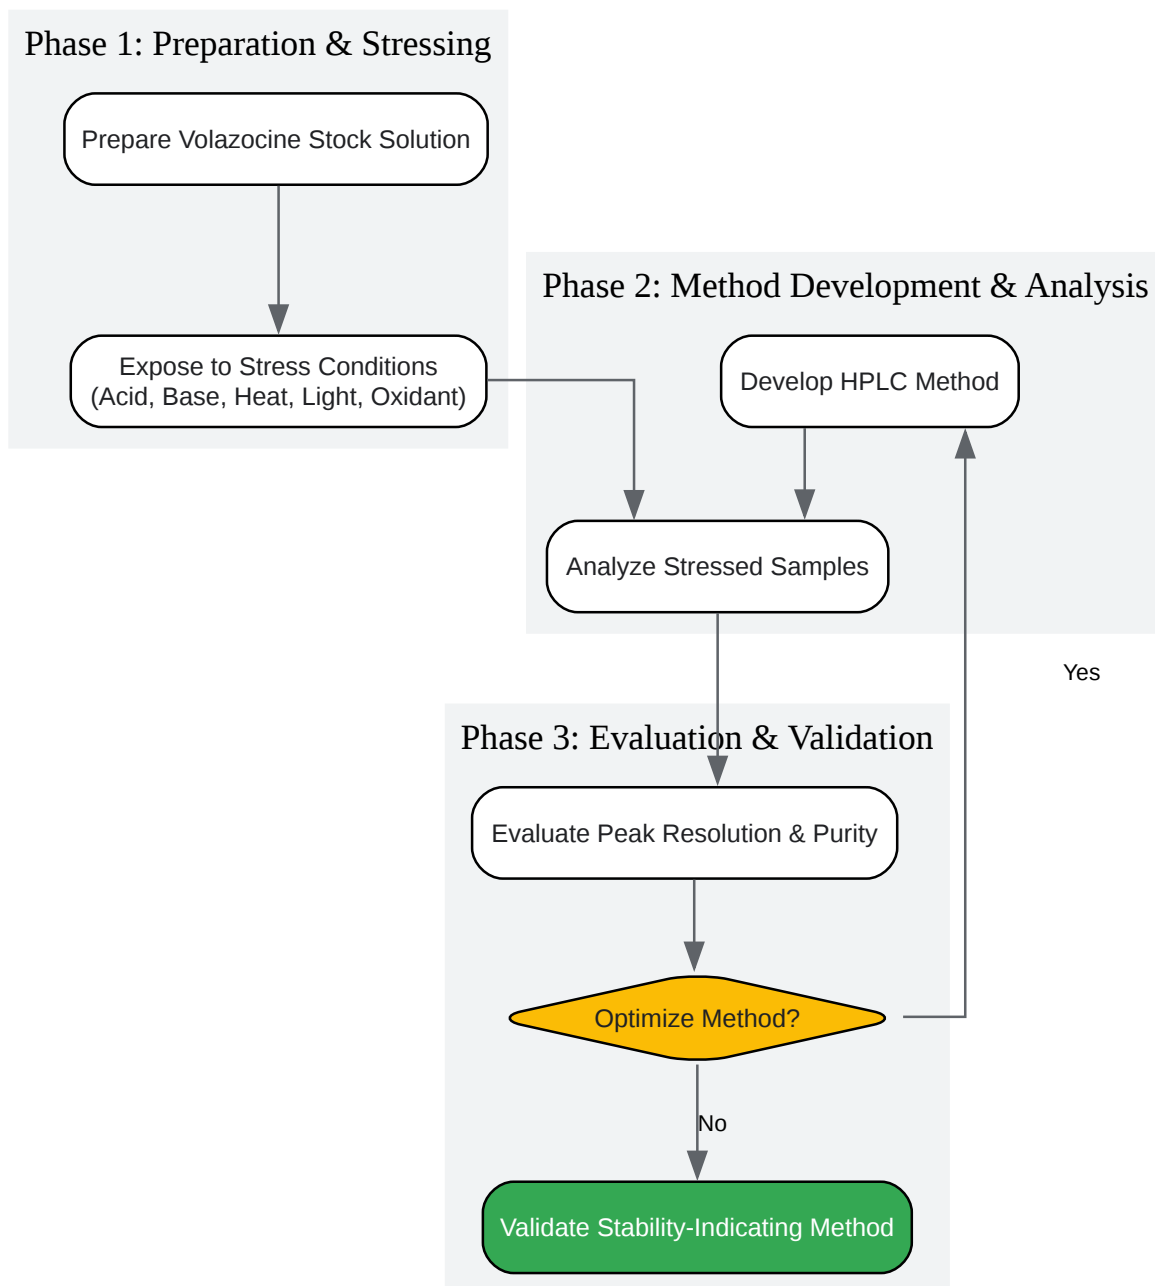 Phase 1: Preparation & Stressing
Prepare Volazocine Stock Solution
Expose to Stress Conditions
(Acid, Base, Heat, Light, Oxidant)
Phase 2: Method Development & Analysis
Develop HPLC Method
Analyze Stressed Samples
Yes
Phase 3: Evaluation & Validation
Evaluate Peak Resolution & Purity
Optimize Method?
No
Validate Stability-Indicating Method